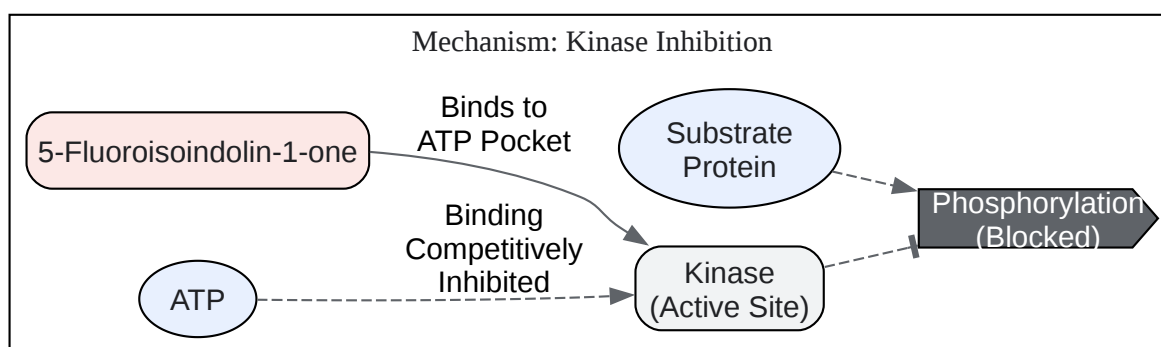 Mechanism: Kinase Inhibition
5-Fluoroisoindolin-1-one
Binds to
ATP Pocket
Substrate
Protein
Phosphorylation
(Blocked)
Binding
Competitively
Inhibited
ATP
Kinase
(Active Site)